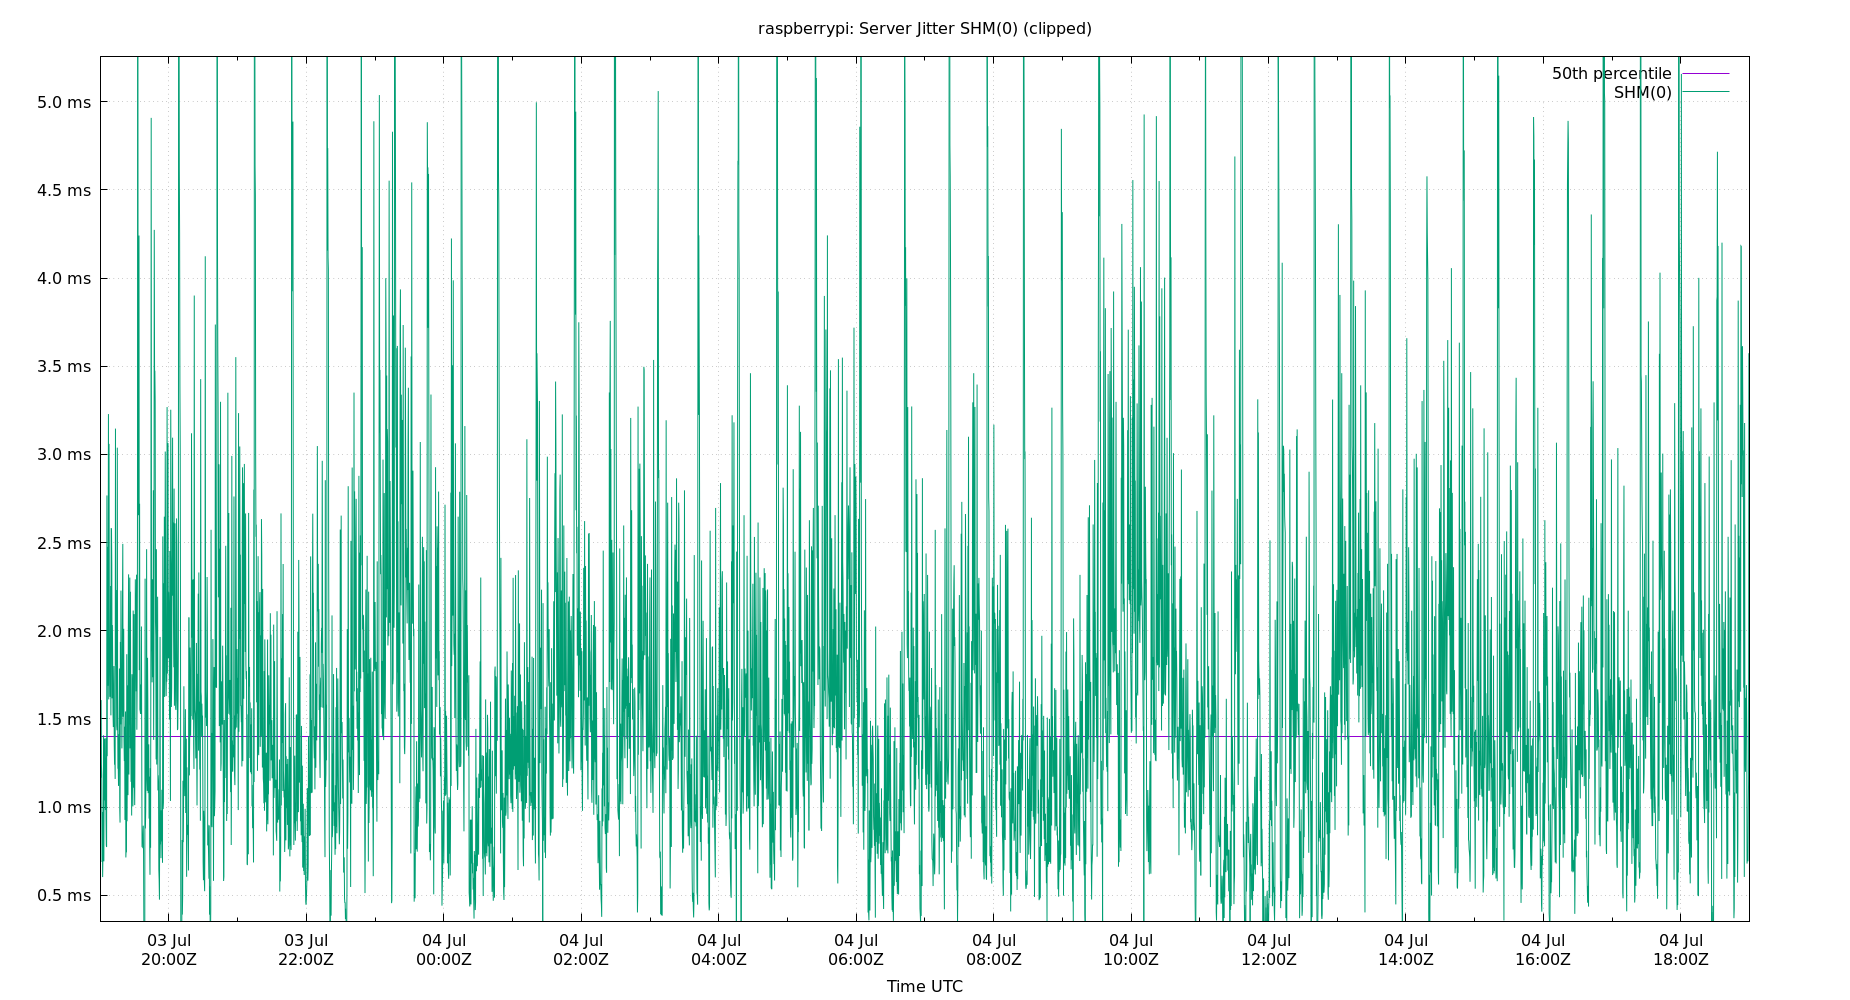 raspberrypi: Server Jitter SHM(0) (clipped)
50th percentile
SHM(0)
5.0 ms
4.5 ms
4.0 ms
3.5 ms
3.0 ms
2.5 ms
2.0 ms
1.5 ms
1.0 ms
0.5 ms
03 Jul 03 Jul 04 Jul 04 Jul 04 Jul 04 Jul 04 Jul 04 Jul 04 Jul 04 Jul 04 Jul 04 Jul
20:00Z 22:00Z 00:00Z 02:00Z 04:00Z 06:00Z 08:00Z 10:00Z 12:00Z 14:00Z 16:00Z 18:00Z
Time UTC